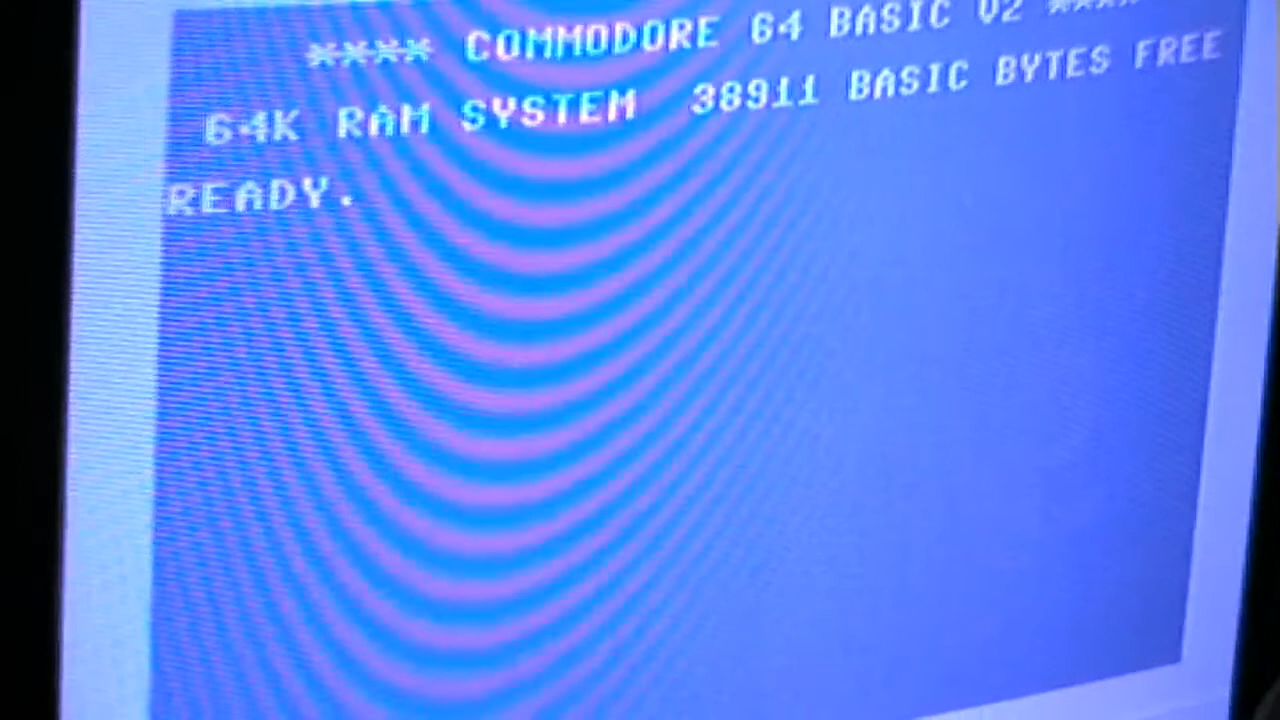 **** COMMODORE 64 BASIC V2 ****
64K RAM SYSTEM 38911 BASIC BYTES FREE
READY.